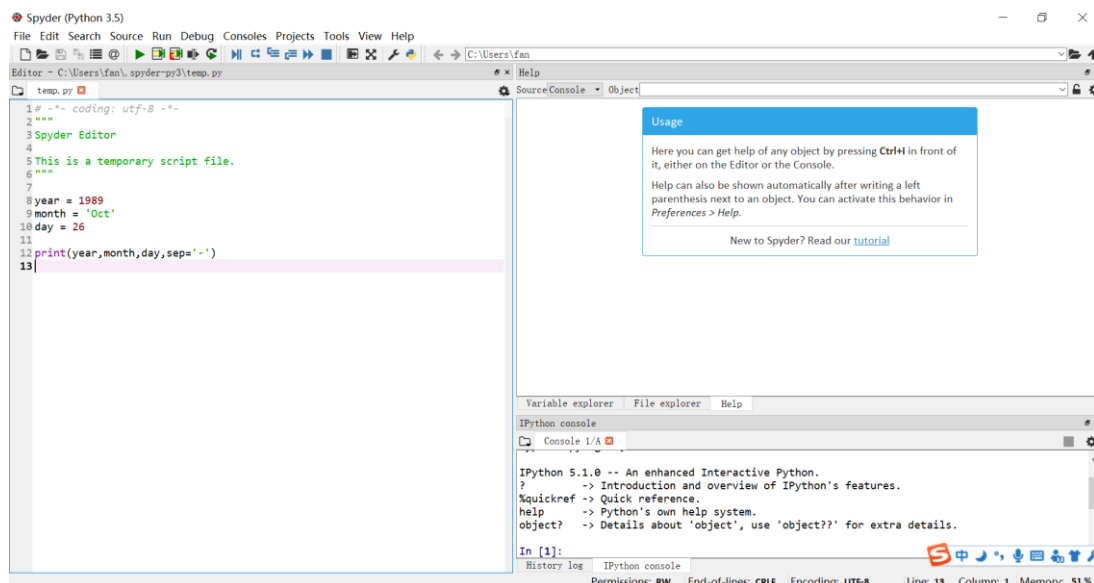 Spyder (Python 3.5)
File Edit Search Source Run Debug Consoles Projects Tools View Help
C:\Users\fan
Editor - C:\Users\fan\.spyder-py3\temp.py
temp.py
1 # -*- coding: utf-8 -*-
2 """
3 Spyder Editor
4
5 This is a temporary script file.
6 """
7
8 year = 1989
9 month = 'Oct'
10 day = 26
11
12 print(year,month,day,sep='-')
13
Help
Source Console Object
Usage
Here you can get help of any object by pressing Ctrl+I in front of
it, either on the Editor or the Console.
Help can also be shown automatically after writing a left
parenthesis next to an object. You can activate this behavior in
Preferences > Help.
New to Spyder? Read our tutorial
Variable explorer File explorer Help
IPython console
Console 1/A
IPython 5.1.0 -- An enhanced Interactive Python.
? -> Introduction and overview of IPython's features.
%quickref -> Quick reference.
help -> Python's own help system.
object? -> Details about 'object', use 'object??' for extra details.
In [1]:
中
History log IPython console
Permissions: RW End-of-lines: CRLF Encoding: UTF-8 Line: 13 Column: 1 Memory: 51 %